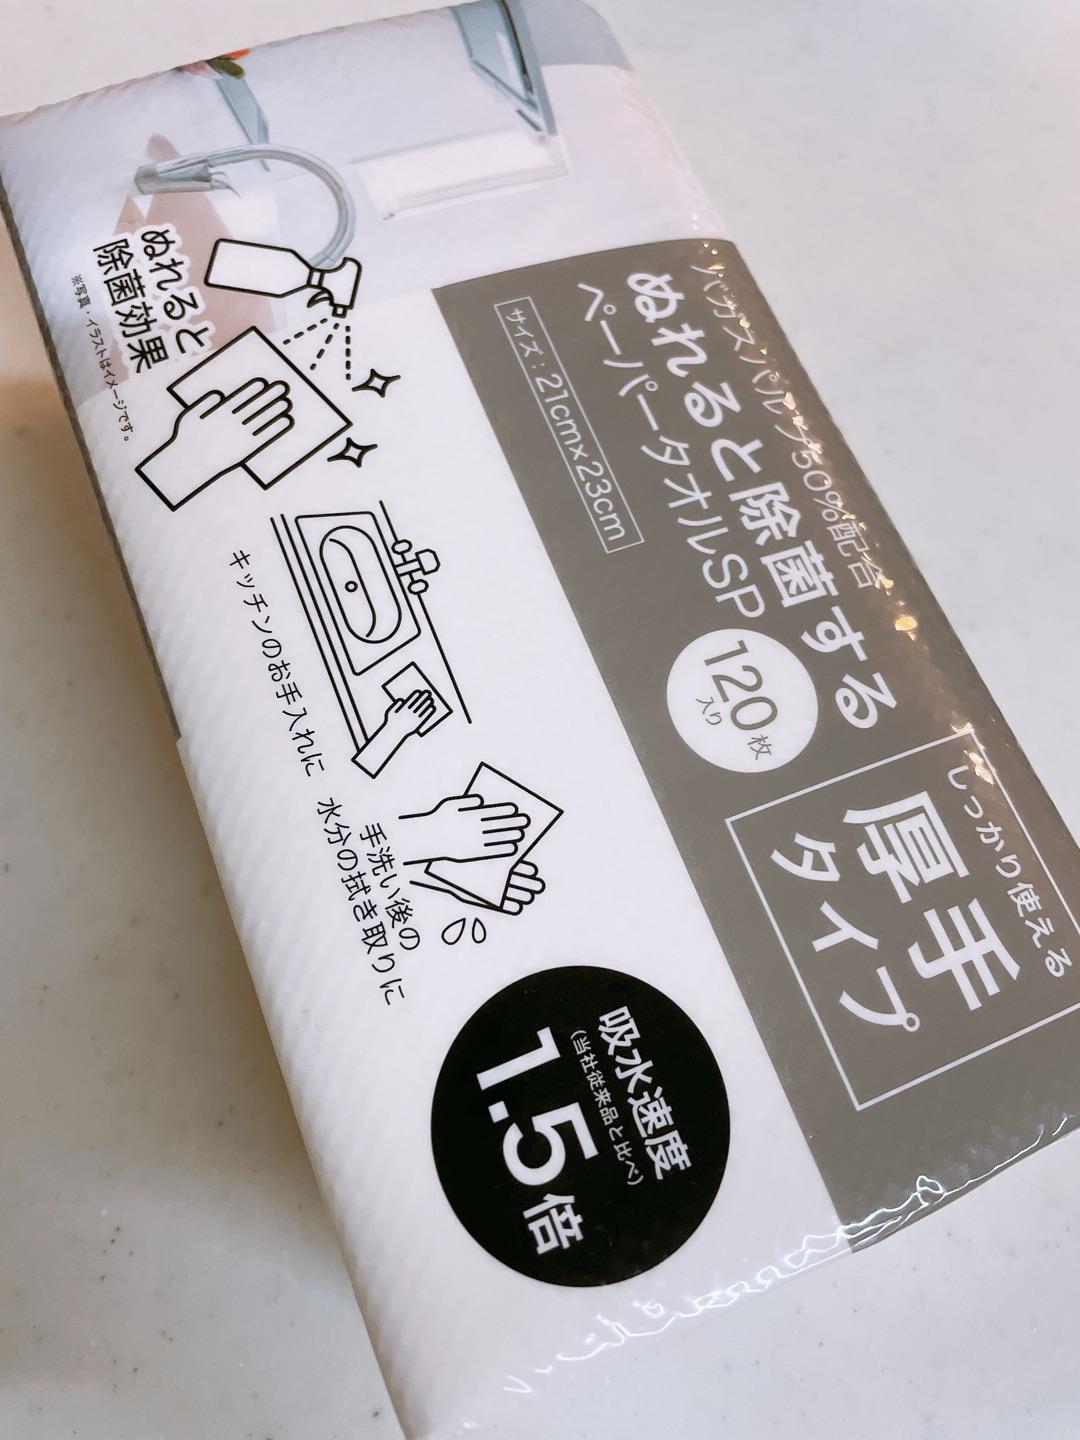 バガスパルプ50%配合
ぬれると除菌する
ペーパータオルSP
サイズ：21cm×23cm
120枚
入り
しっかり使える
厚手
タイプ
ぬれると
除菌効果
※写真・イラストはイメージです。
キッチンのお手入れに
手洗い後の
水分の拭き取りに
吸水速度
(当社従来品と比べ)
1.5倍